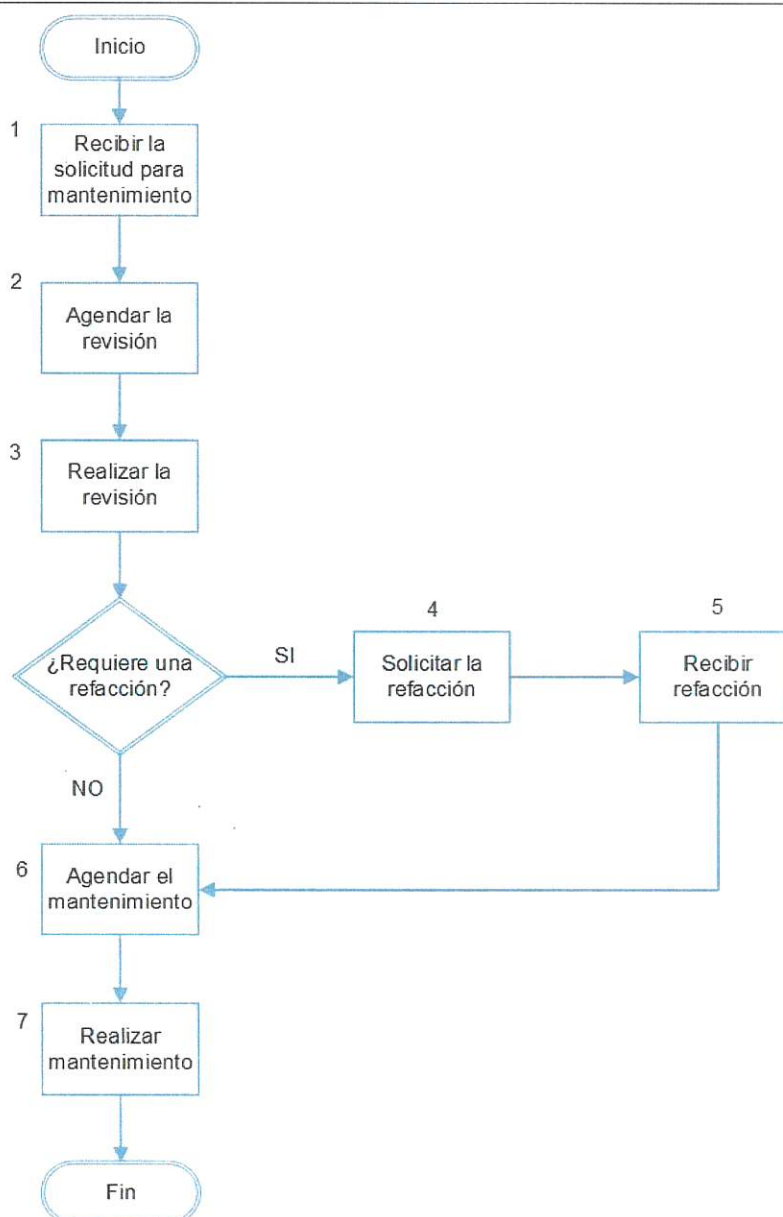 Inicio
1
Recibir la
solicitud para
mantenimiento
2
Agendar la
revisión
3
Realizar la
revisión
¿Requiere una
refacción?
SI
4
Solicitar la
refacción
5
Recibir
refacción
NO
6
Agendar el
mantenimiento
7
Realizar
mantenimiento
Fin